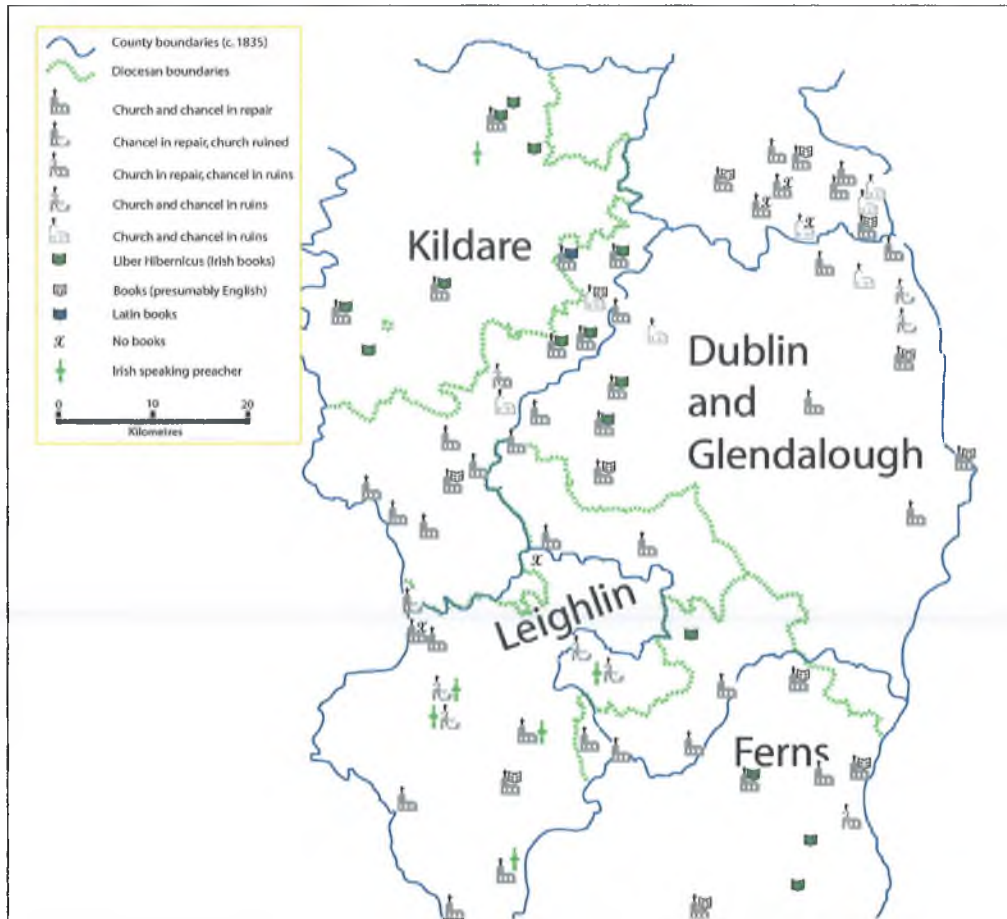 County boundaries (c. 1835)
Diocesan boundaries
Church and chancel in repair
Chancel in repair, church ruined
Church in repair, chancel in ruins
Church and chancel in ruins
Church and chancel in ruins
Liber Hibernicus (Irish books)
Books (presumably English)
Latin books
No books
Irish speaking preacher
0 10 20
Kilometres
Kildare
Dublin
and
Glendalough
Leighlin
Ferns